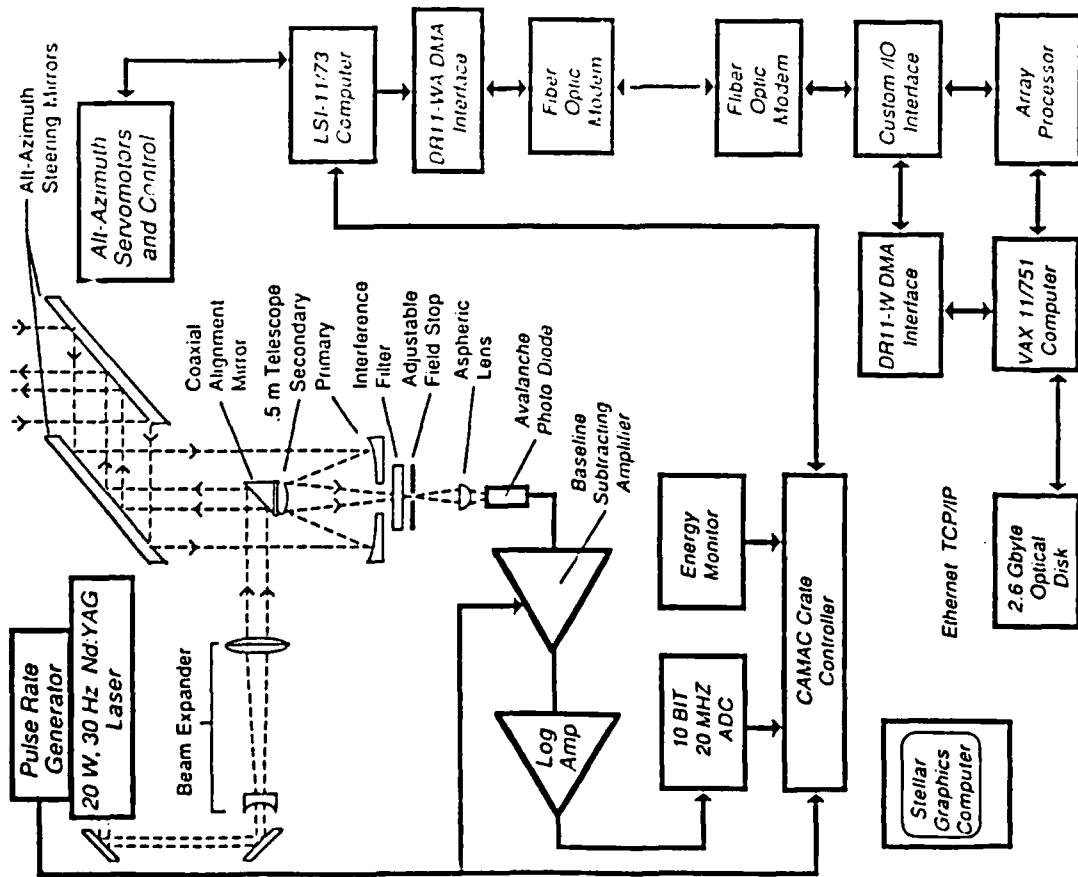 Pulse Rate
Generator
20 W, 30 Hz Nd:YAG
Laser
Beam Expander
Alt-Azimuth
Steering Mirrors
Alt-Azimuth
Servomotors
and Control
Coaxial
Alignment
Mirror
.5 m Telescope
Secondary
Primary
Interference
Filter
Adjustable
Field Stop
Aspheric
Lens
Avalanche
Photo Diode
Baseline
Subtracting
Amplifier
Log
Amp
10 BIT
20 MHZ
ADC
Energy
Monitor
CAMAC Crate
Controller
LSI-11/73
Computer
DR11-WA DMA
Interface
Fiber
Optic
Modem
Fiber
Optic
Modem
Custom /IO
Interface
Array
Processor
DR11-W DMA
Interface
VAX 11/751
Computer
Ethernet TCP/IP
2.6 Gbyte
Optical
Disk
Stellar
Graphics
Computer